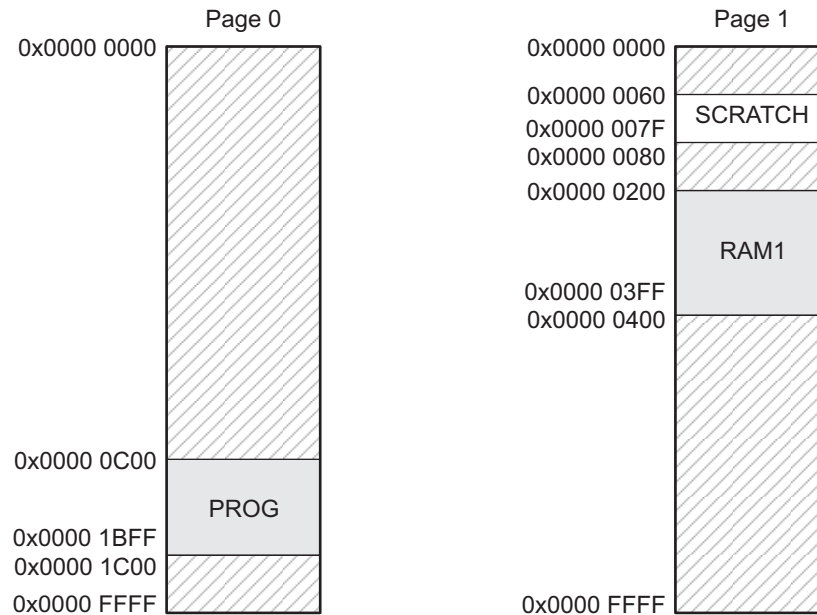 Page 0
0x0000 0000
0x0000 0C00
PROG
0x0000 1BFF
0x0000 1C00
0x0000 FFFF
Page 1
0x0000 0000
0x0000 0060
SCRATCH
0x0000 007F
0x0000 0080
0x0000 0200
RAM1
0x0000 03FF
0x0000 0400
0x0000 FFFF